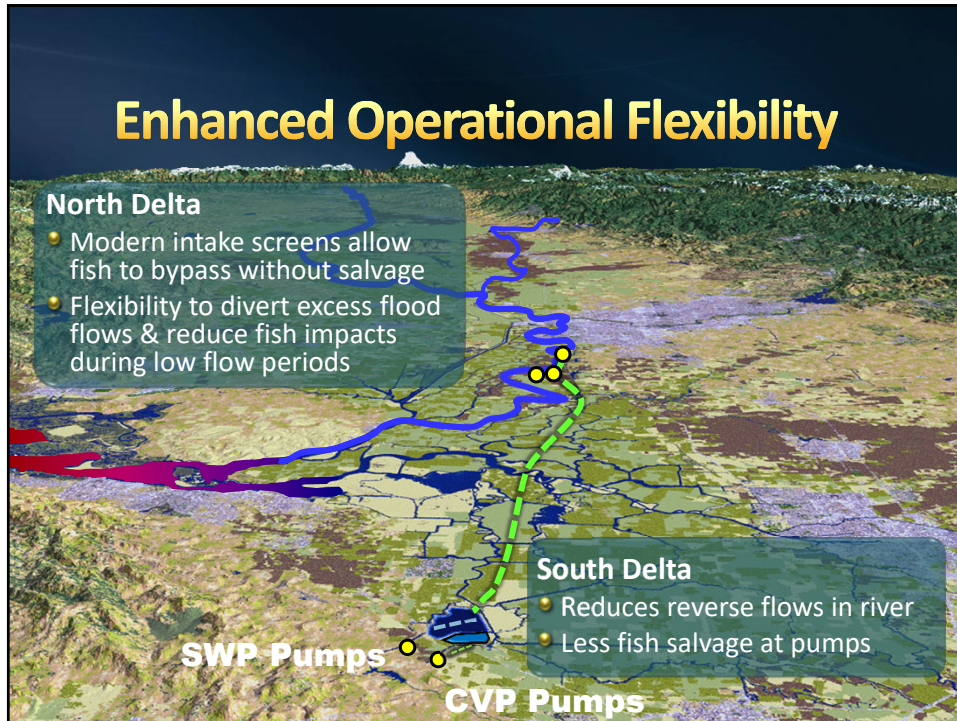 Enhanced Operational Flexibility
North Delta
Modern intake screens allow
fish to bypass without salvage
Flexibility to divert excess flood
flows & reduce fish impacts
during low flow periods
South Delta
Reduces reverse flows in river
Less fish salvage at pumps
SWP Pumps
CVP Pumps